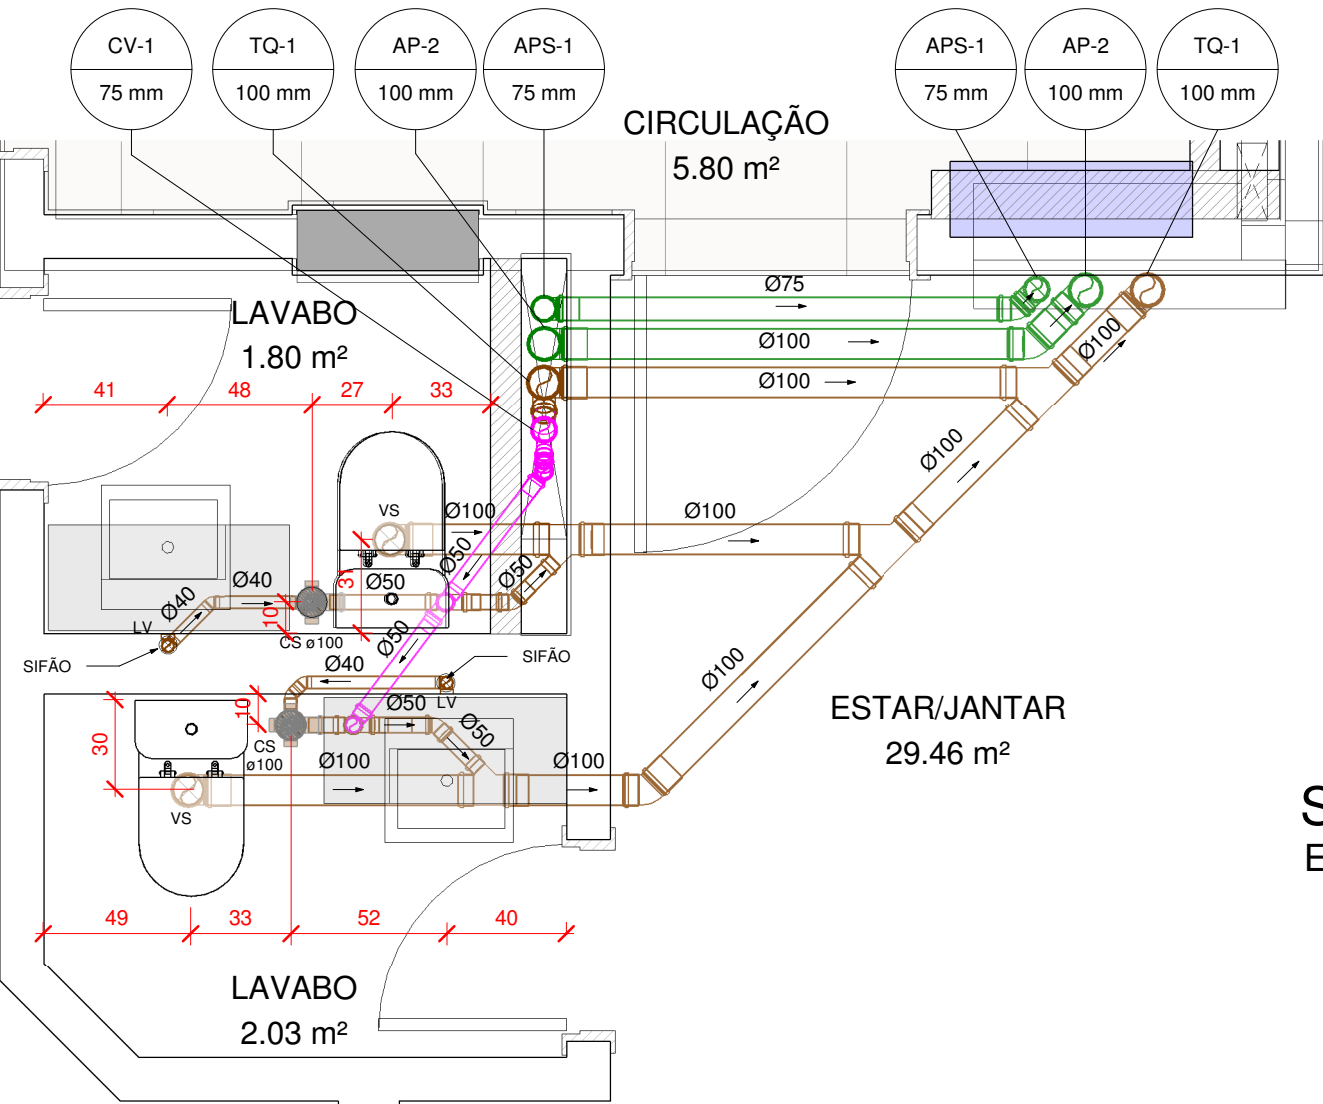 CV-1
75 mm
TQ-1
100 mm
AP-2
100 mm
APS-1
75 mm
APS-1
75 mm
AP-2
100 mm
TQ-1
100 mm
CIRCULAÇÃO
5.80 m²
LAVABO
1.80 m²
Ø75
Ø100
Ø100
Ø100
41
48
27
33
VS
Ø100
Ø100
Ø100
Ø50
Ø50
Ø50
Ø40
Ø40
10
LV
CS ø100
SIFÃO
Ø50
SIFÃO
Ø40
LV
10
Ø50
Ø50
CS
ø100
30
VS
Ø100
Ø100
Ø100
ESTAR/JANTAR
29.46 m²
S
E
49
33
52
40
LAVABO
2.03 m²